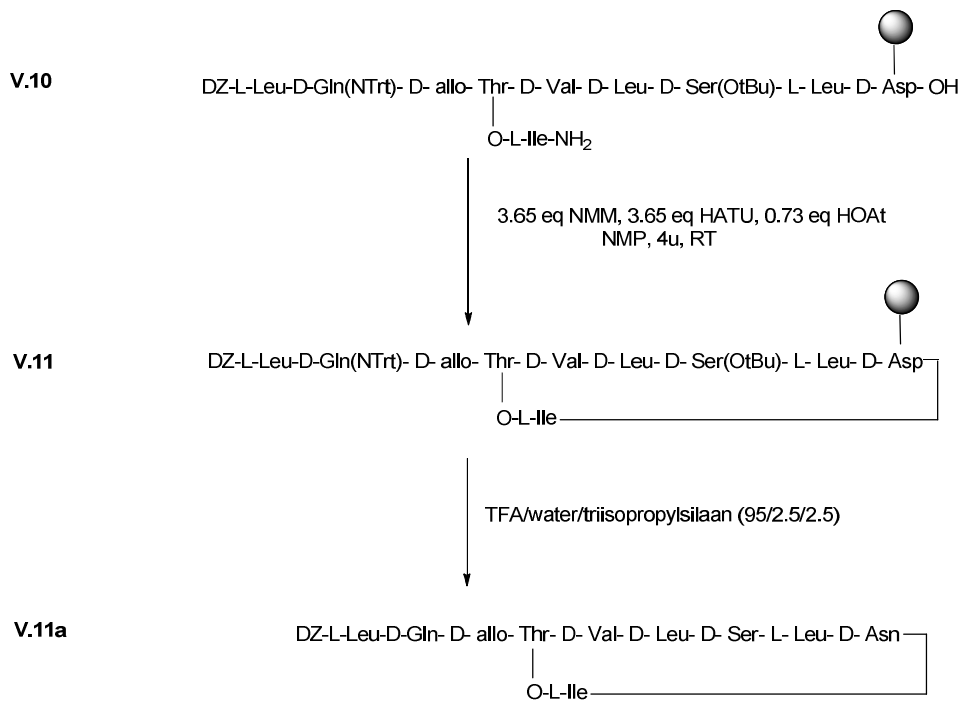 V.10 DZ-L-Leu-D-Gln(NTrt)- D- allo- Thr- D- Val- D- Leu- D- Ser(OtBu)- L- Leu- D- Asp- OH
O-L-Ile-NH2
3.65 eq NMM, 3.65 eq HATU, 0.73 eq HOAt
NMP, 4u, RT
V.11 DZ-L-Leu-D-Gln(NTrt)- D- allo- Thr- D- Val- D- Leu- D- Ser(OtBu)- L- Leu- D- Asp
O-L-Ile
TFA/water/triisopropylsilaan (95/2.5/2.5)
V.11a DZ-L-Leu-D-Gln- D- allo- Thr- D- Val- D- Leu- D- Ser- L- Leu- D- Asn
O-L-Ile